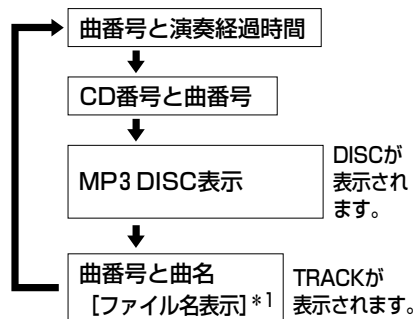 曲番号と演奏経過時間
CD番号と曲番号
MP3 DISC表示
DISCが
表示され
ます。
曲番号と曲名
[ファイル名表示]*1
TRACKが
表示されます。